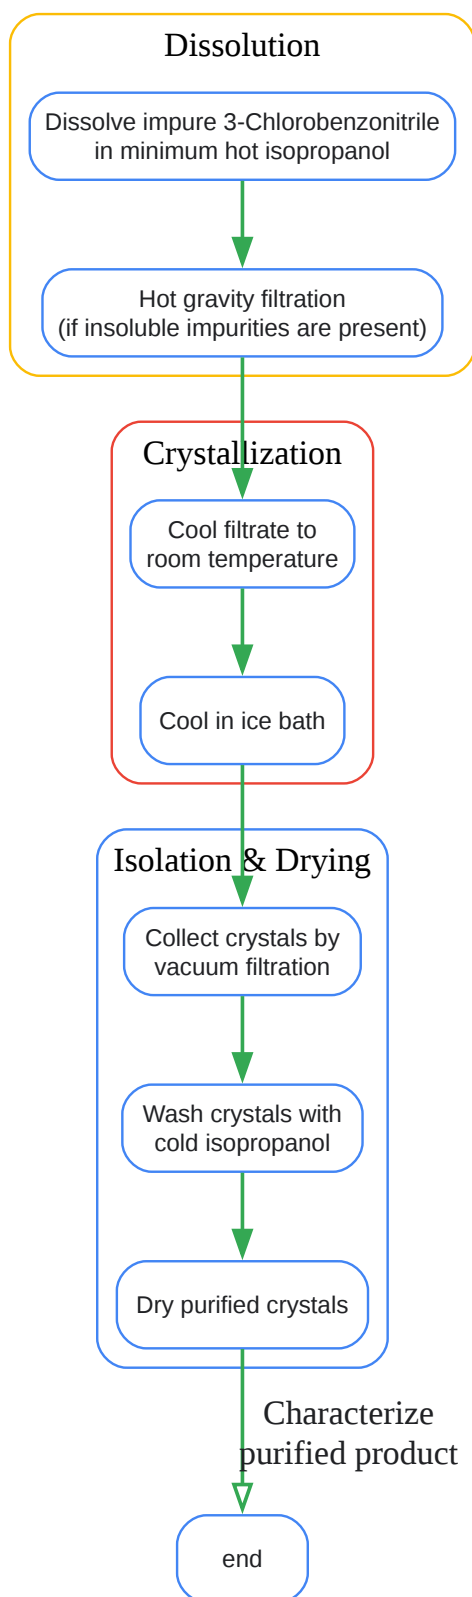 Dissolution
Dissolve impure 3-Chlorobenzonitrile
in minimum hot isopropanol
Hot gravity filtration
(if insoluble impurities are present)
Crystallization
Cool filtrate to
room temperature
Cool in ice bath
Isolation & Drying
Collect crystals by
vacuum filtration
Wash crystals with
cold isopropanol
Dry purified crystals
Characterize
purified product
end